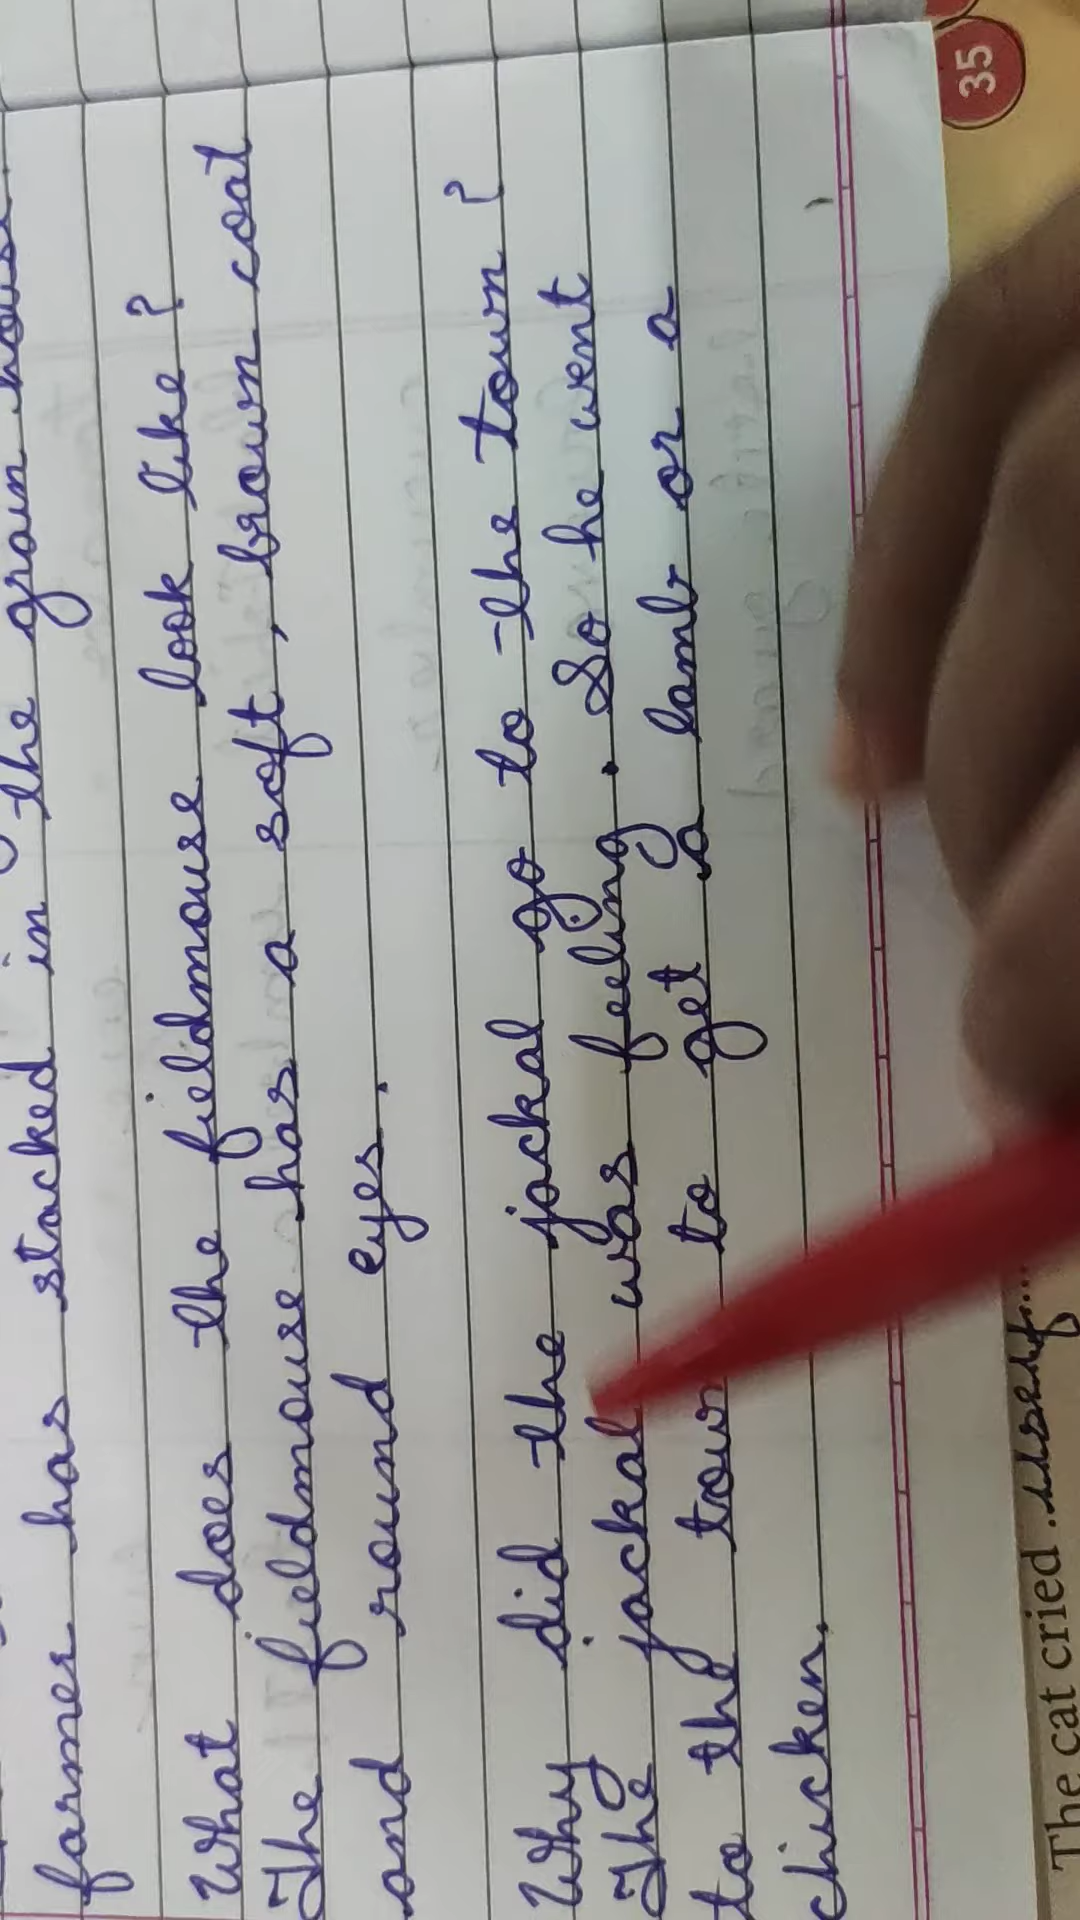 farmer has stacked in the grain house.
What does the fieldmouse look like ?
The fieldmouse has a soft, brown coat
and round eyes.
Why did the jackal go to the town ?
The jackal was feeling. So he went
to the town to get a lamb or a
chicken.
The cat cried
35